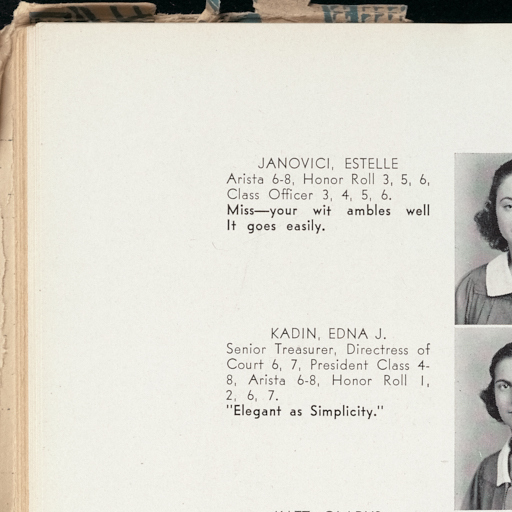 JANOVICI, ESTELLE
Arista 6-8, Honor Roll 3, 5, 6,
Class Officer 3, 4, 5, 6.
Miss—your wit ambles well
It goes easily.
KADIN, EDNA J.
Senior Treasurer, Directress of
Court 6, 7, President Class 4-
8, Arista 6-8, Honor Roll 1,
2, 6, 7.
"Elegant as Simplicity."